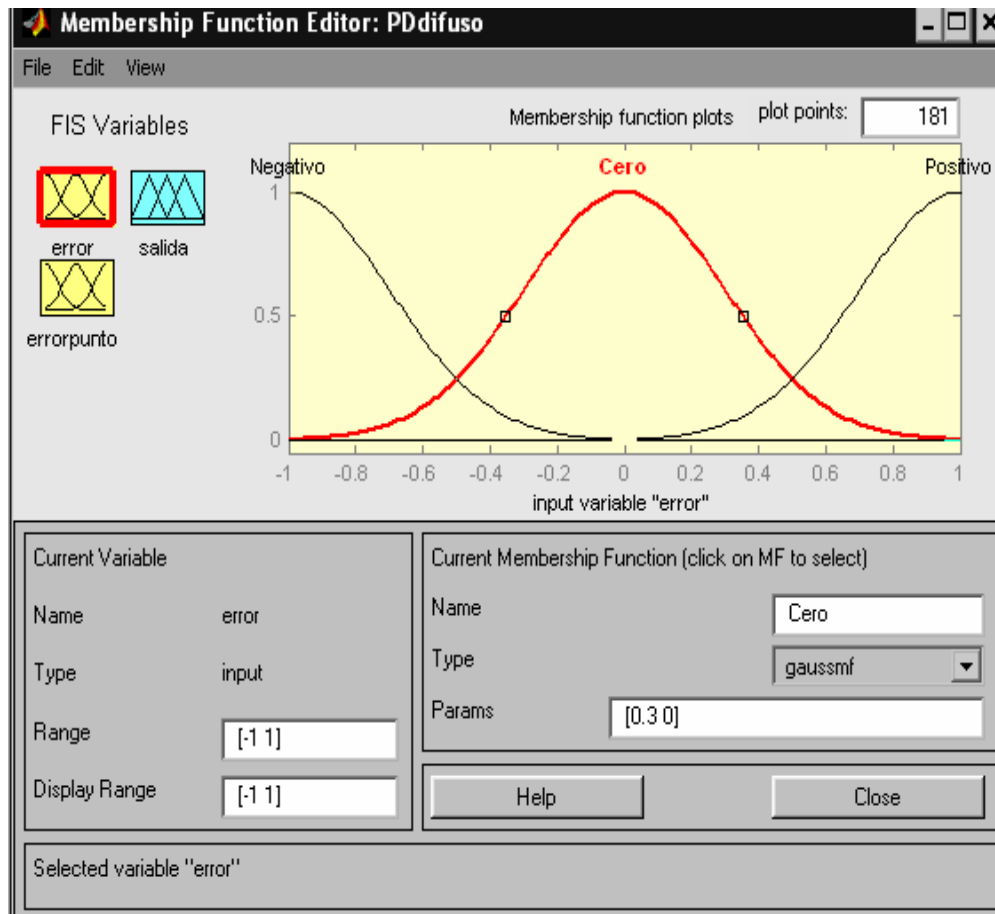 Membership Function Editor: PDdifuso
File Edit View
FIS Variables
Membership function plots plot points: 181
error
salida
errorpunto
Negativo Cero Positivo
1
0.5
0
-1 -0.8 -0.6 -0.4 -0.2 0 0.2 0.4 0.6 0.8 1
input variable "error"
Current Variable
Name error
Type input
Range [-1 1]
Display Range [-1 1]
Current Membership Function (click on MF to select)
Name Cero
Type gaussmf
Params [0.3 0]
Help Close
Selected variable "error"